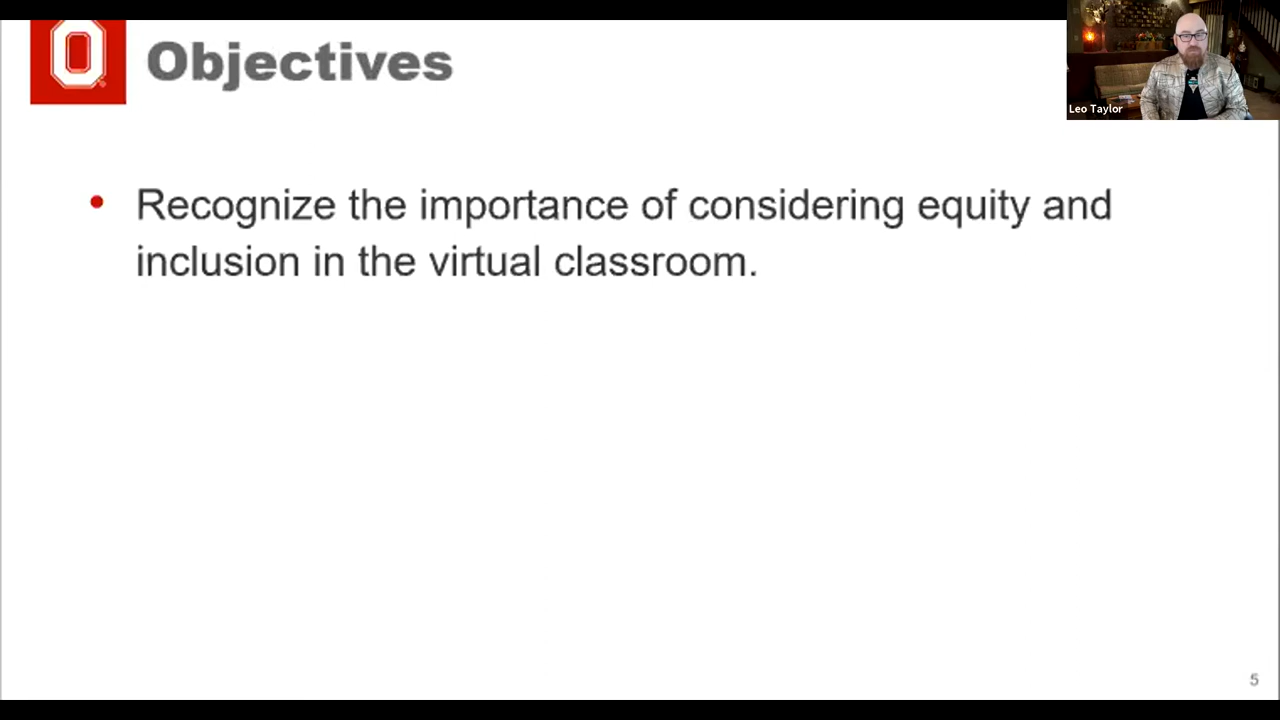 O
Objectives
Leo Taylor
• Recognize the importance of considering equity and
inclusion in the virtual classroom.
5